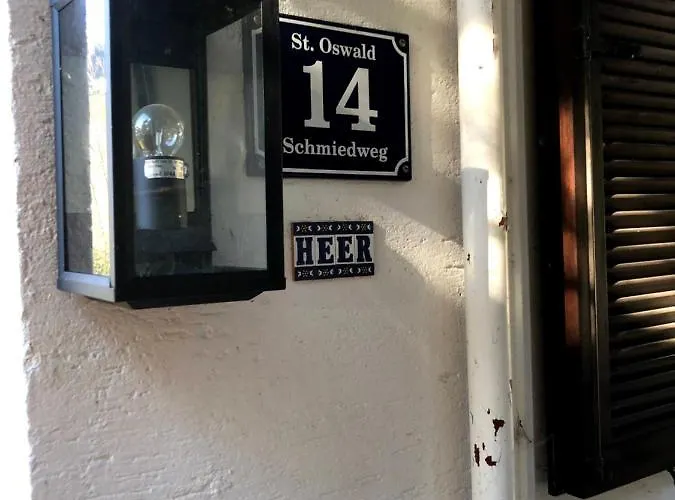 St. Oswald
14
Schmiedweg
HEER